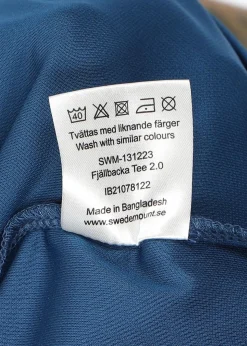 40
Tvättas med liknande färger
Wash with similar colours
SWM-131223
Fjällbacka Tee 2.0
IB21078122
Made in Bangladesh
www.swedemount.se